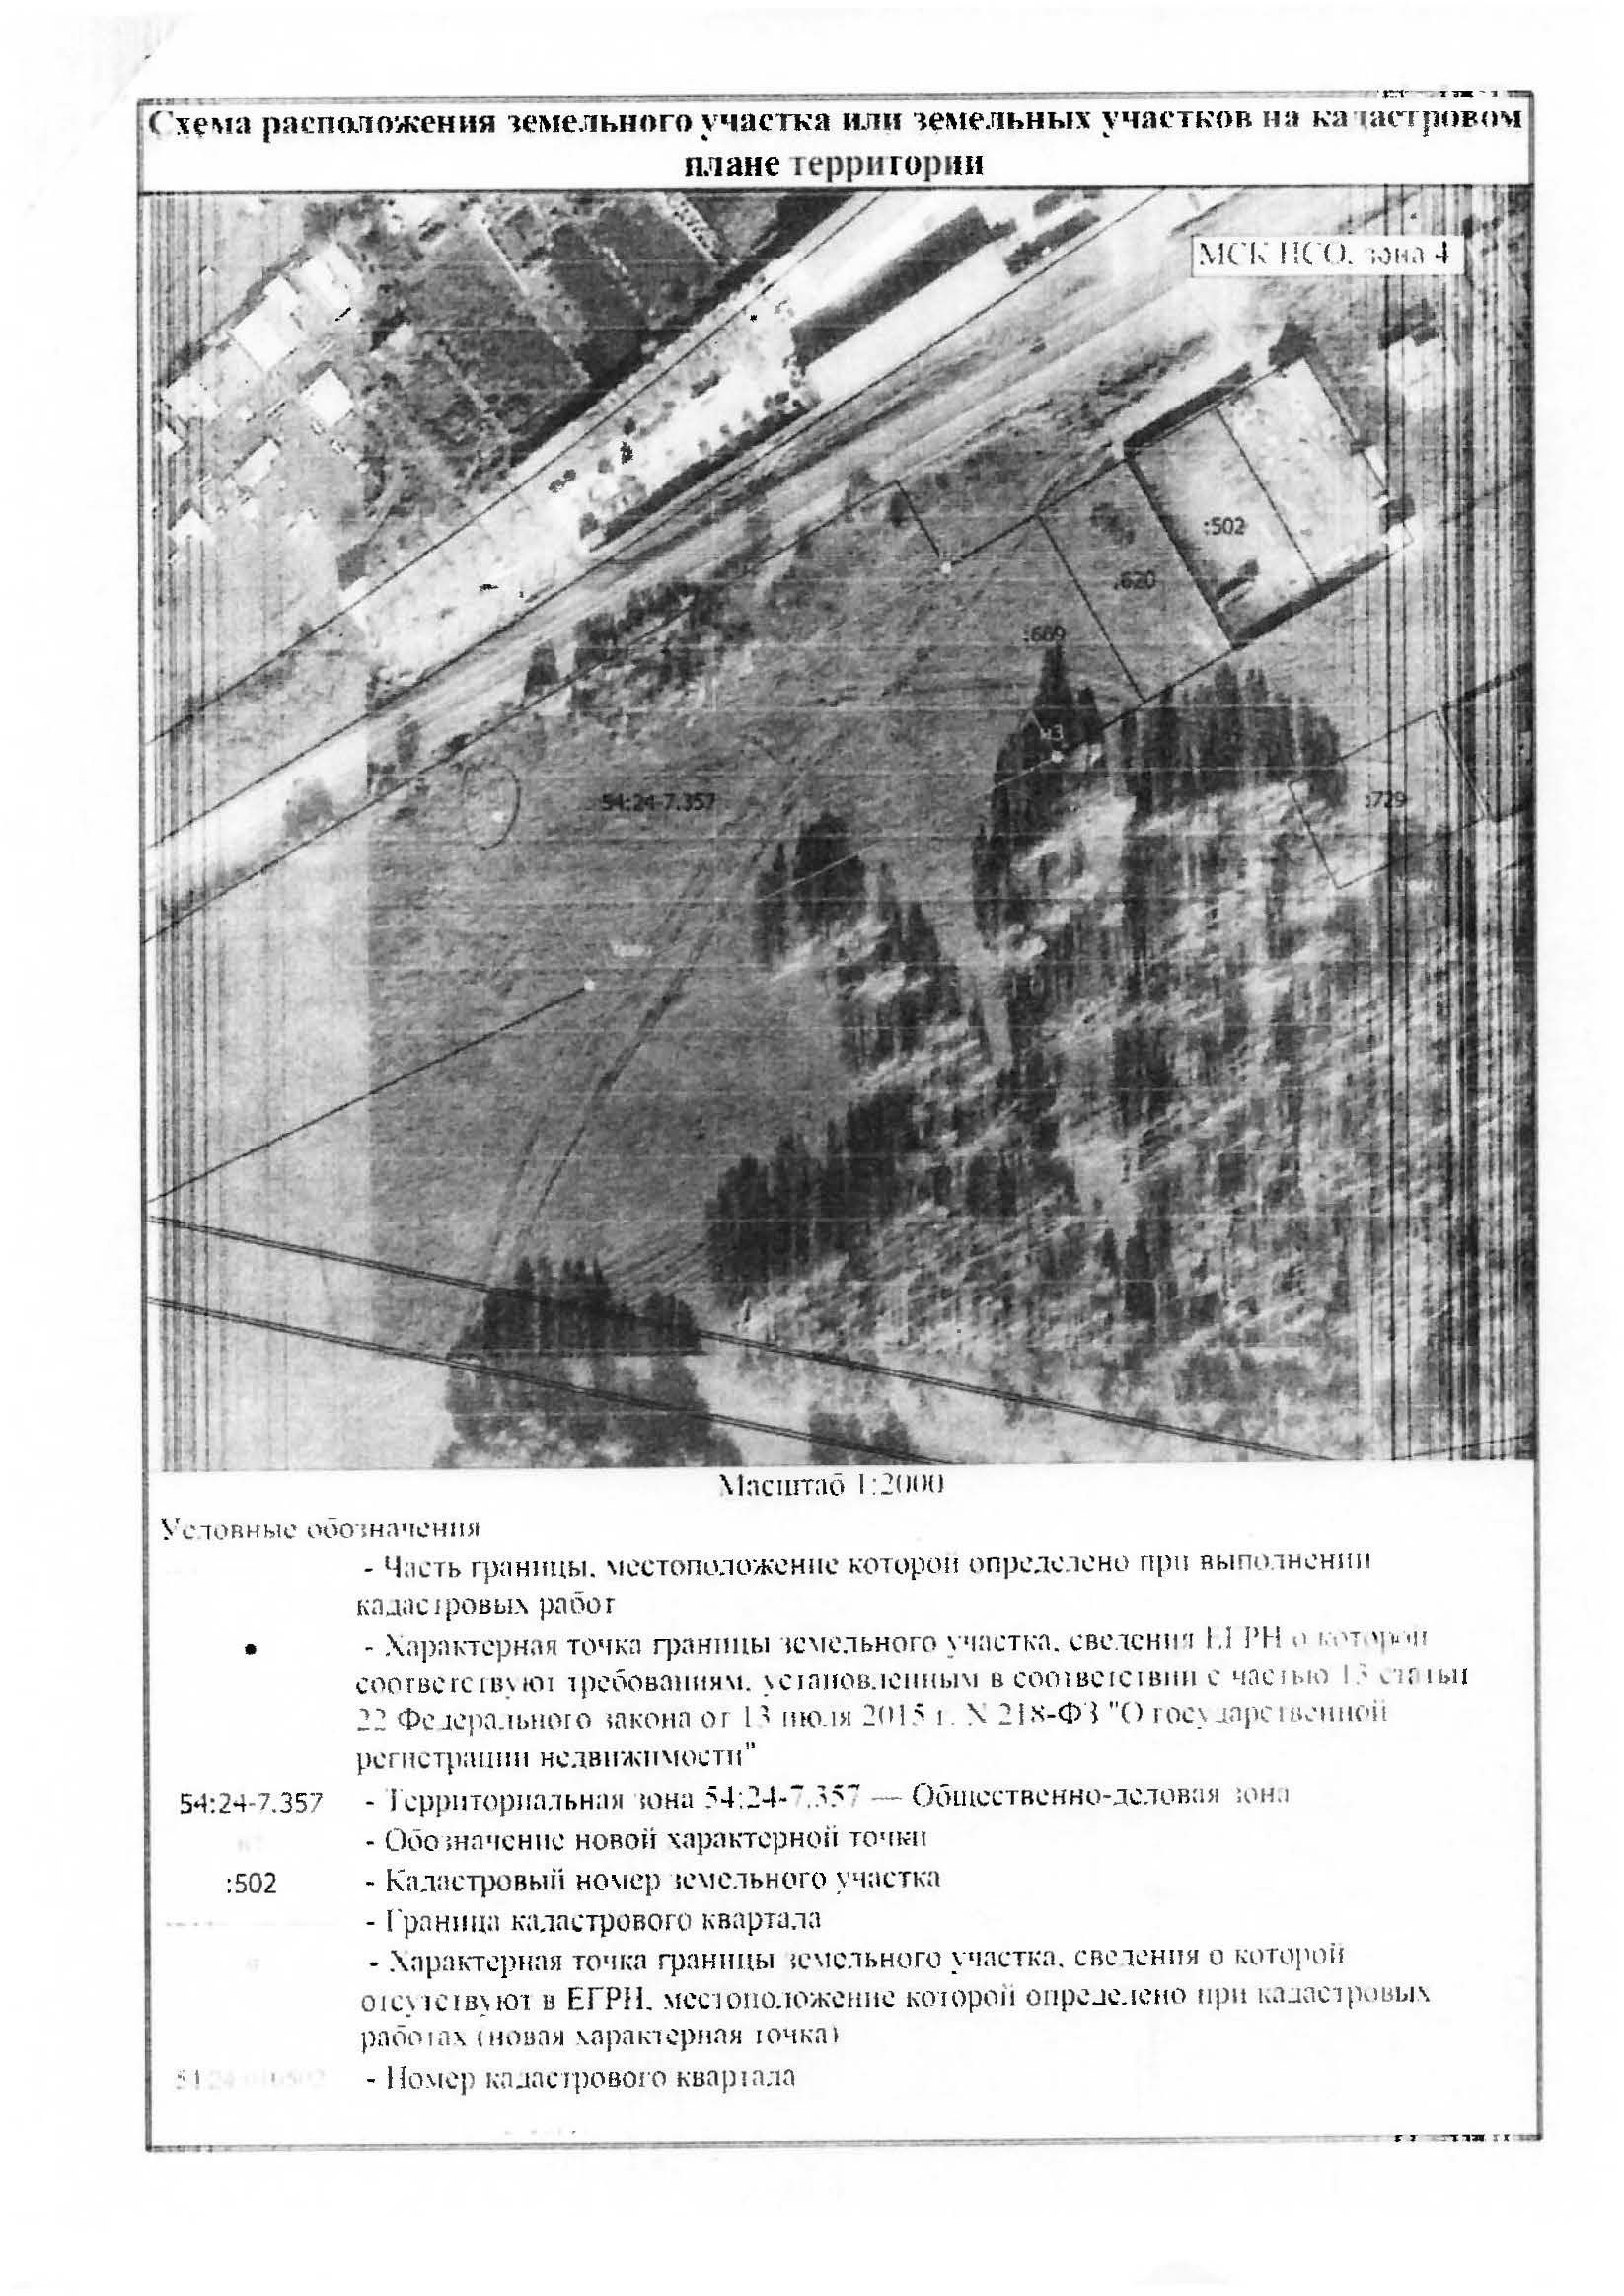 Схема расположения земельного участка или земельных участков на кадастровом
плане территории
МСК НСО, зона 4
:502
:620
:669
н3
54:24-7.357
:729
Масштаб 1:2000
Условные обозначения
- Часть границы, местоположение которой определено при выполнении
кадастровых работ
- Характерная точка границы земельного участка, сведения ЕГРН о которой
соответствуют требованиям, установленным в соответствии с частью 13 статьи
22 Федерального закона от 13 июля 2015 г. N 218-ФЗ "О государственной
регистрации недвижимости"
54:24-7.357 - Территориальная зона 54:24-7.357 — Общественно-деловая зона
- Обозначение новой характерной точки
:502 - Кадастровый номер земельного участка
- Граница кадастрового квартала
- Характерная точка границы земельного участка, сведения о которой
отсутствуют в ЕГРН, местоположение которой определено при кадастровых
работах (новая характерная точка)
- Номер кадастрового квартала